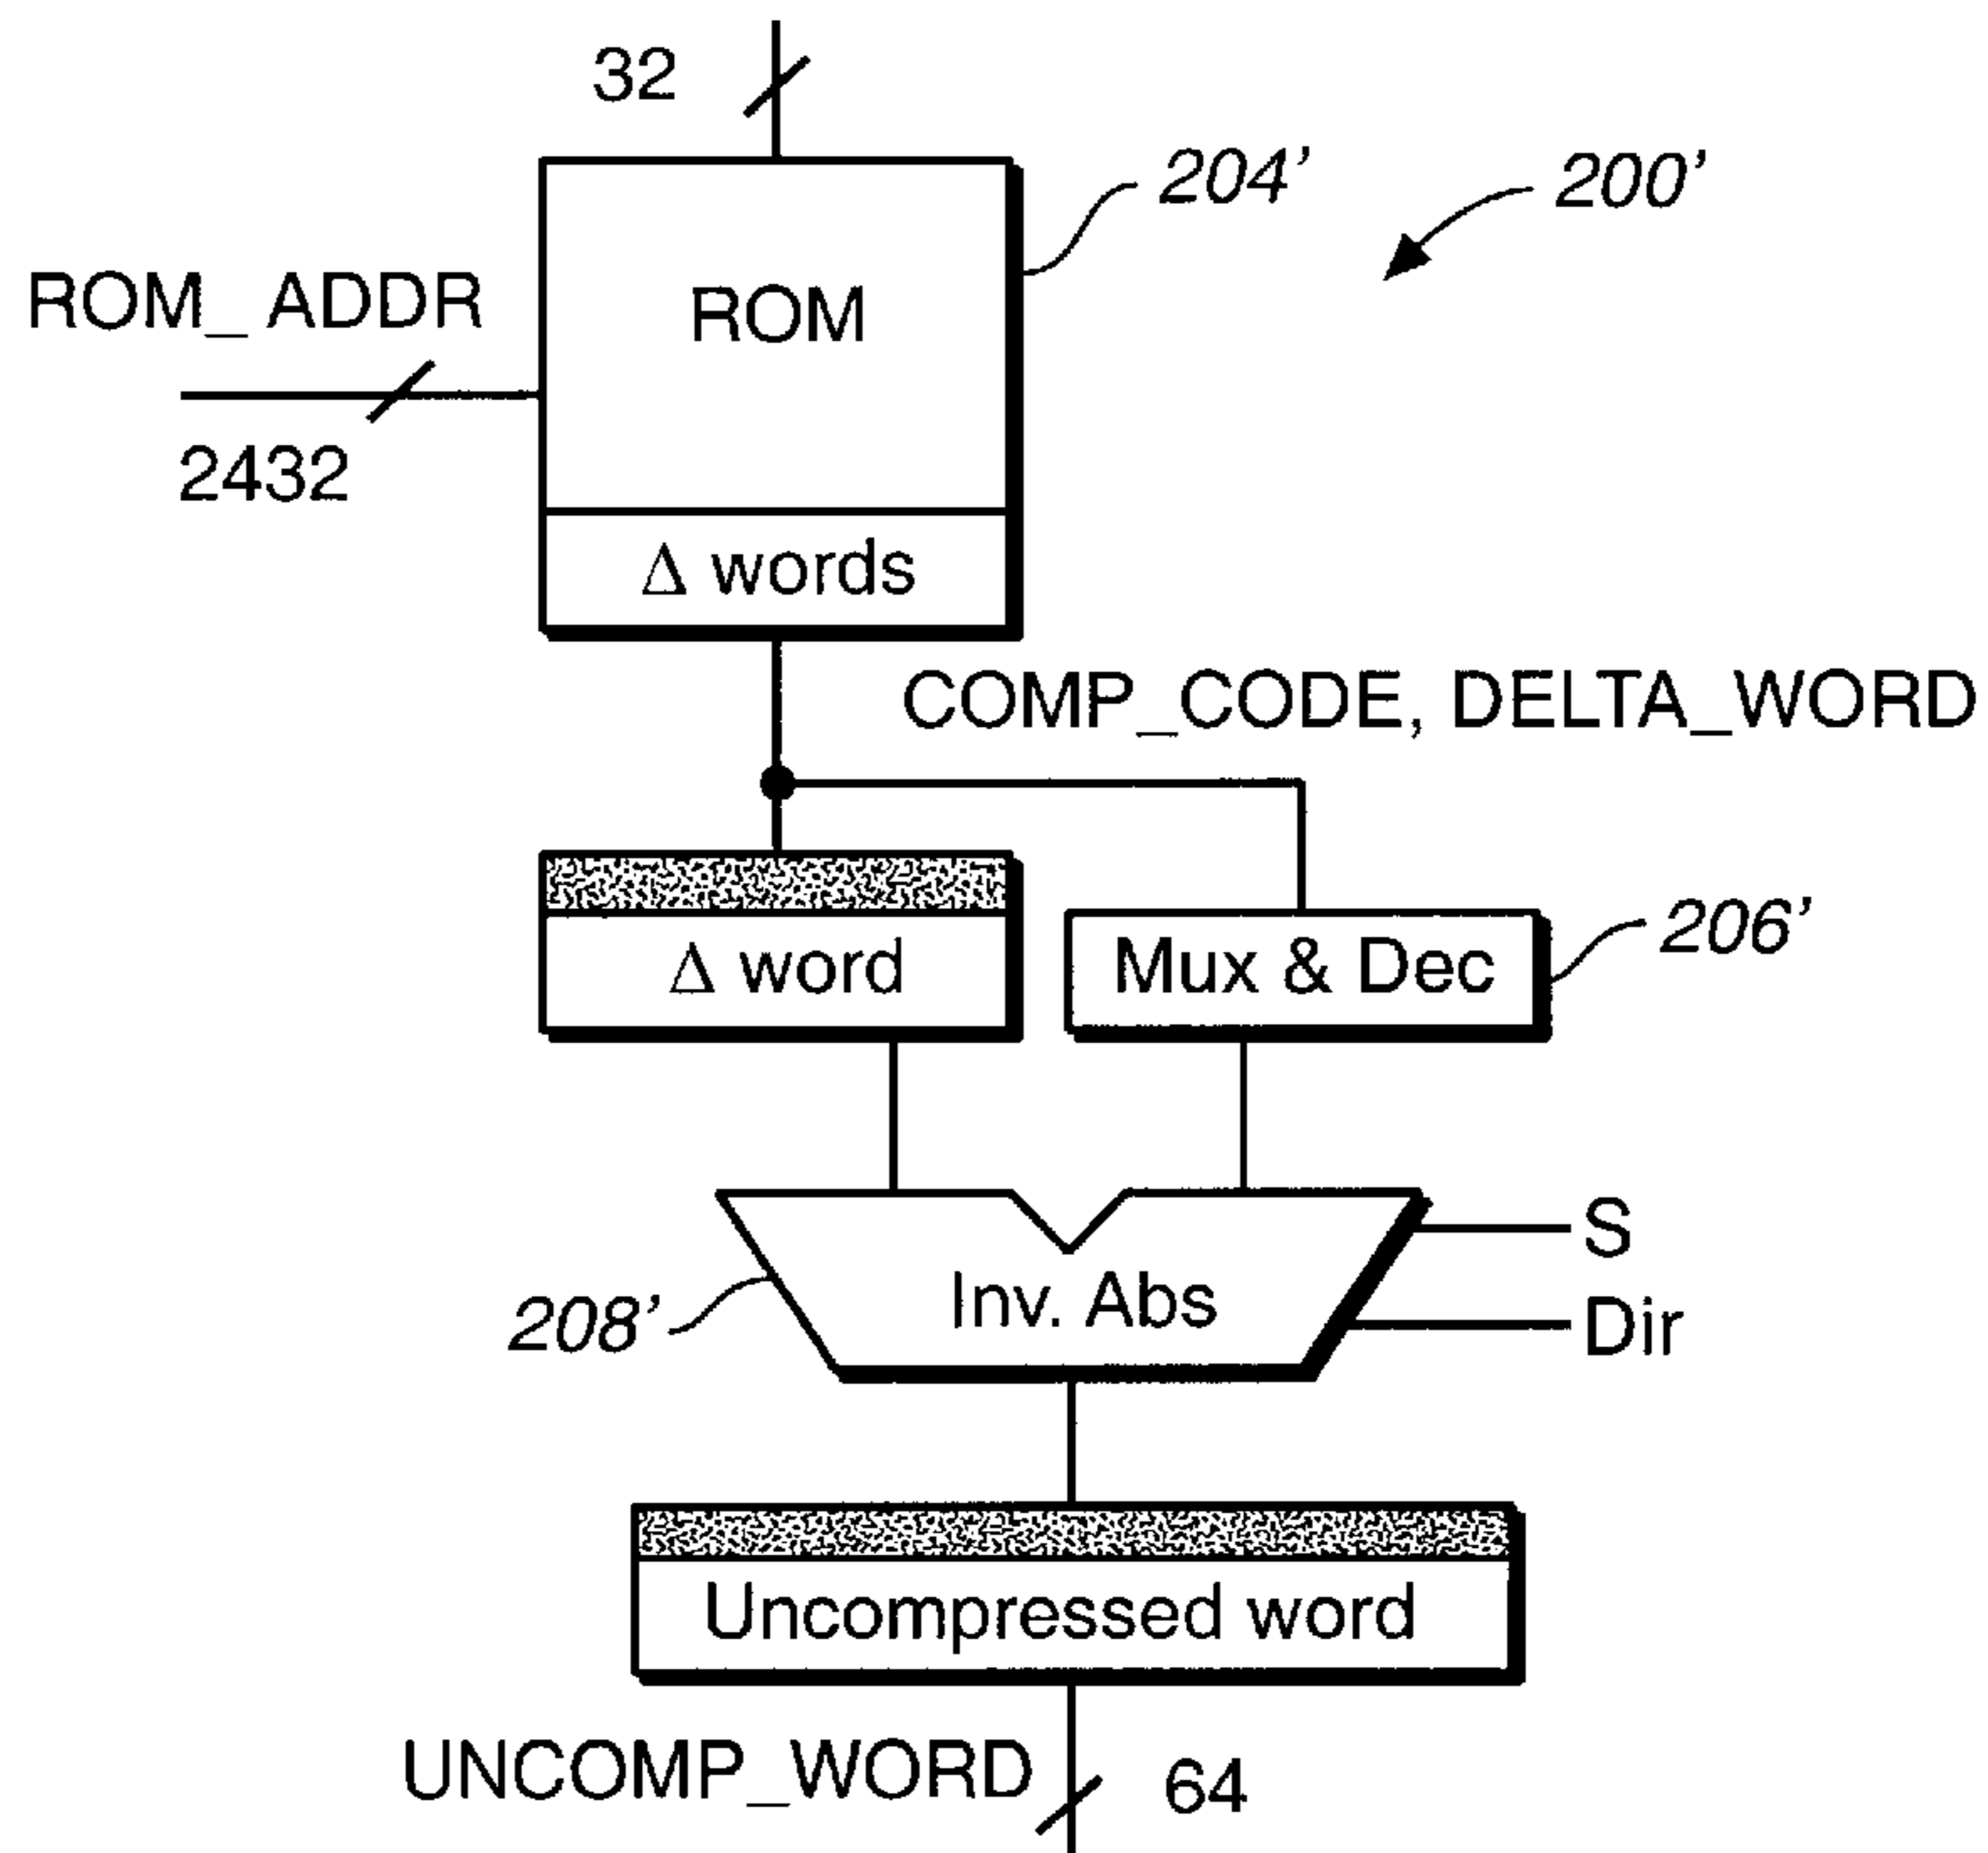 32
204'
200'
ROM_ ADDR
ROM
2432
Δ words
COMP_CODE, DELTA_WORD
Δ word
Mux & Dec
206'
S
Inv. Abs
208'
Dir
Uncompressed word
UNCOMP_WORD
64